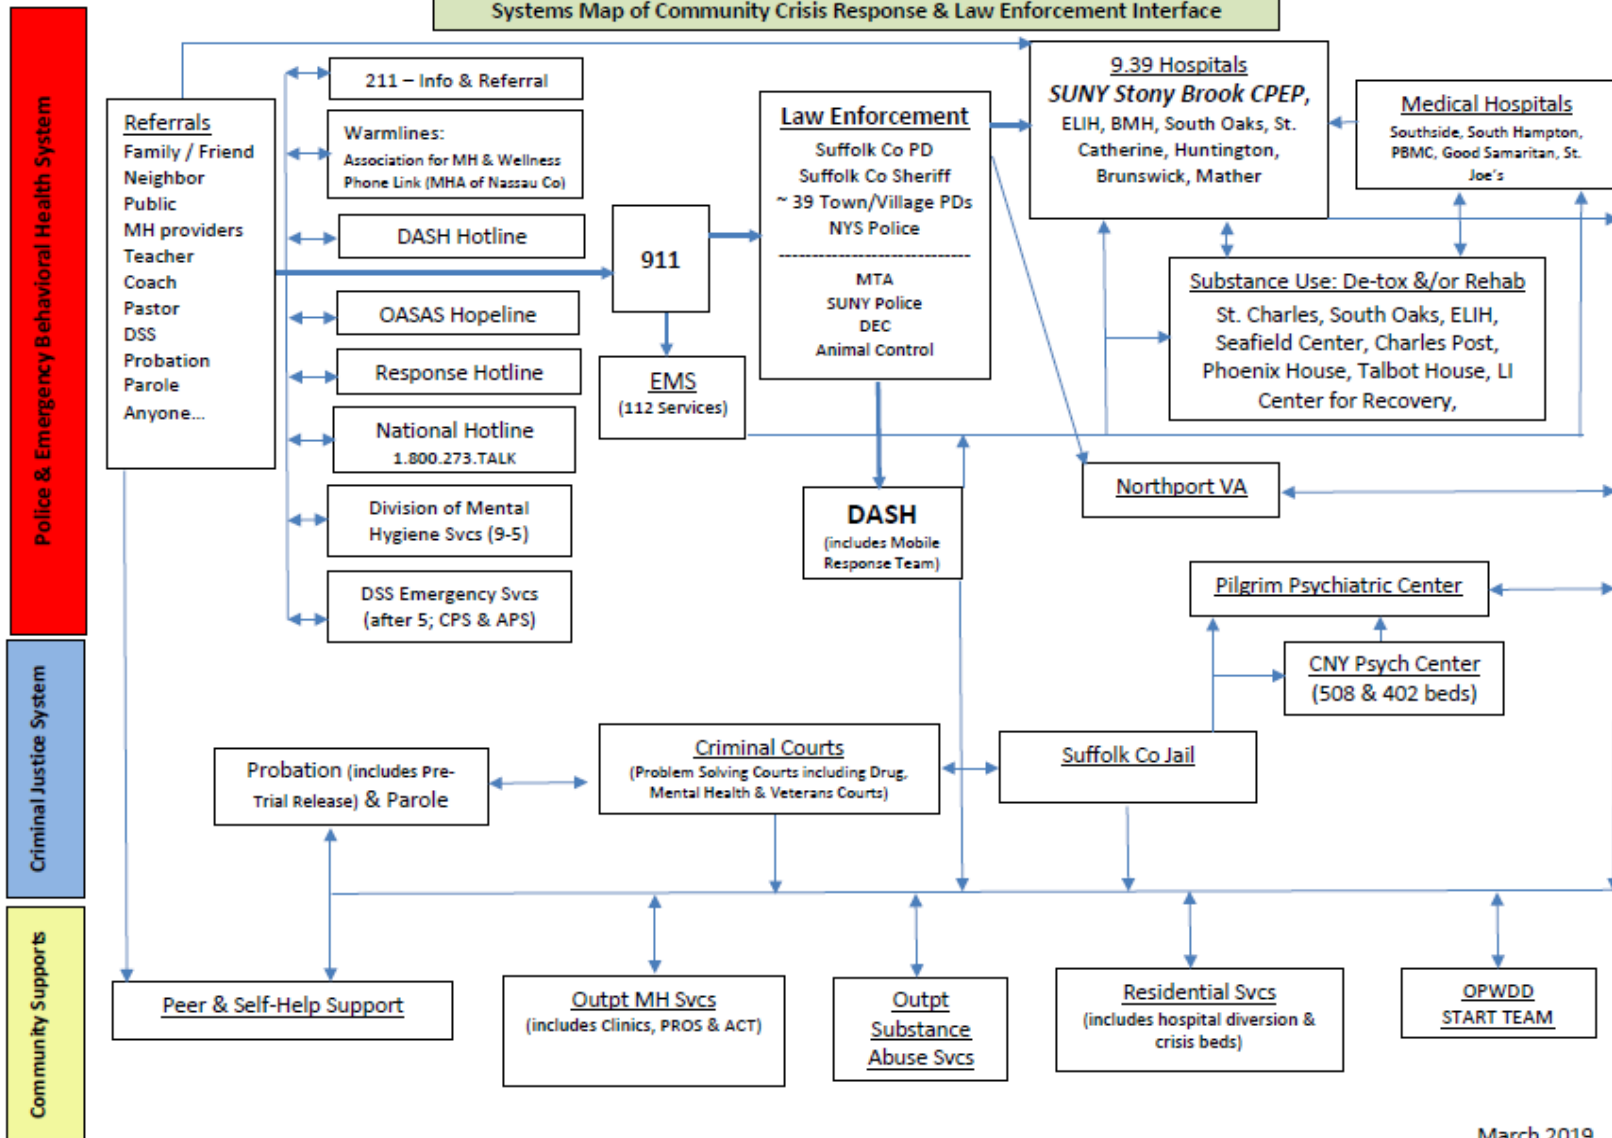 Systems Map of Community Crisis Response & Law Enforcement Interface
Police & Emergency Behavioral Health System
Criminal Justice System
Community Supports
Referrals
Family / Friend
Neighbor
Public
MH providers
Teacher
Coach
Pastor
DSS
Probation
Parole
Anyone...
211 – Info & Referral
Warmlines:
Association for MH & Wellness
Phone Link (MHA of Nassau Co)
DASH Hotline
OASAS Hopeline
Response Hotline
National Hotline
1.800.273.TALK
Division of Mental
Hygiene Svcs (9-5)
DSS Emergency Svcs
(after 5; CPS & APS)
911
EMS
(112 Services)
Law Enforcement
Suffolk Co PD
Suffolk Co Sheriff
~ 39 Town/Village PDs
NYS Police
----------------------------
MTA
SUNY Police
DEC
Animal Control
DASH
(includes Mobile
Response Team)
9.39 Hospitals
SUNY Stony Brook CPEP,
ELIH, BMH, South Oaks, St.
Catherine, Huntington,
Brunswick, Mather
Medical Hospitals
Southside, South Hampton,
PBMC, Good Samaritan, St.
Joe's
Substance Use: De-tox &/or Rehab
St. Charles, South Oaks, ELIH,
Seafield Center, Charles Post,
Phoenix House, Talbot House, LI
Center for Recovery,
Northport VA
Pilgrim Psychiatric Center
CNY Psych Center
(508 & 402 beds)
Probation (includes Pre-
Trial Release) & Parole
Criminal Courts
(Problem Solving Courts including Drug,
Mental Health & Veterans Courts)
Suffolk Co Jail
Peer & Self-Help Support
Outpt MH Svcs
(includes Clinics, PROS & ACT)
Outpt
Substance
Abuse Svcs
Residential Svcs
(includes hospital diversion &
crisis beds)
OPWDD
START TEAM
March 2019